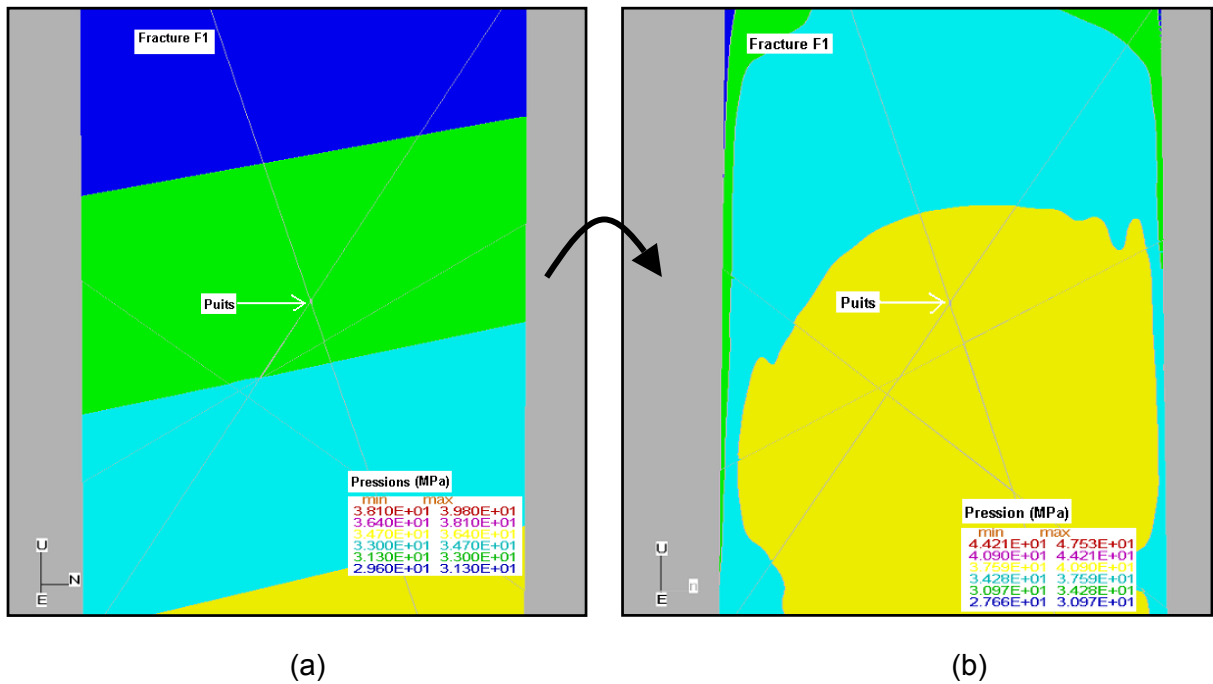 Fracture F1
Puits
Pressions (MPa)
min max
3.810E+01 3.980E+01
3.640E+01 3.810E+01
3.470E+01 3.640E+01
3.300E+01 3.470E+01
3.130E+01 3.300E+01
2.960E+01 3.130E+01
U
N
E
(a)
Fracture F1
Puits
Pression (MPa)
min max
4.421E+01 4.753E+01
4.090E+01 4.421E+01
3.759E+01 4.090E+01
3.428E+01 3.759E+01
3.097E+01 3.428E+01
2.766E+01 3.097E+01
U
n
E
(b)